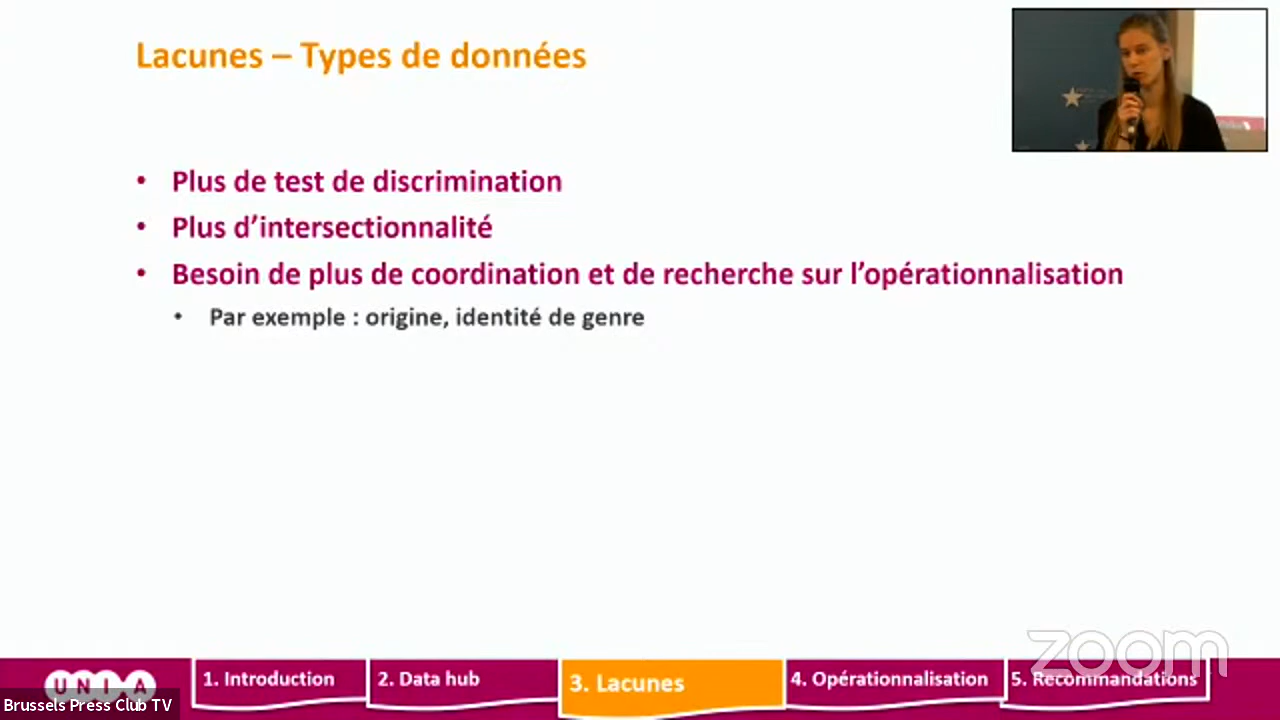 Lacunes – Types de données
• Plus de test de discrimination
• Plus d’intersectionnalité
• Besoin de plus de coordination et de recherche sur l’opérationnalisation
• Par exemple : origine, identité de genre
zoom
UNIA
1. Introduction
2. Data hub
3. Lacunes
4. Opérationnalisation
5. Recommandations
Brussels Press Club TV